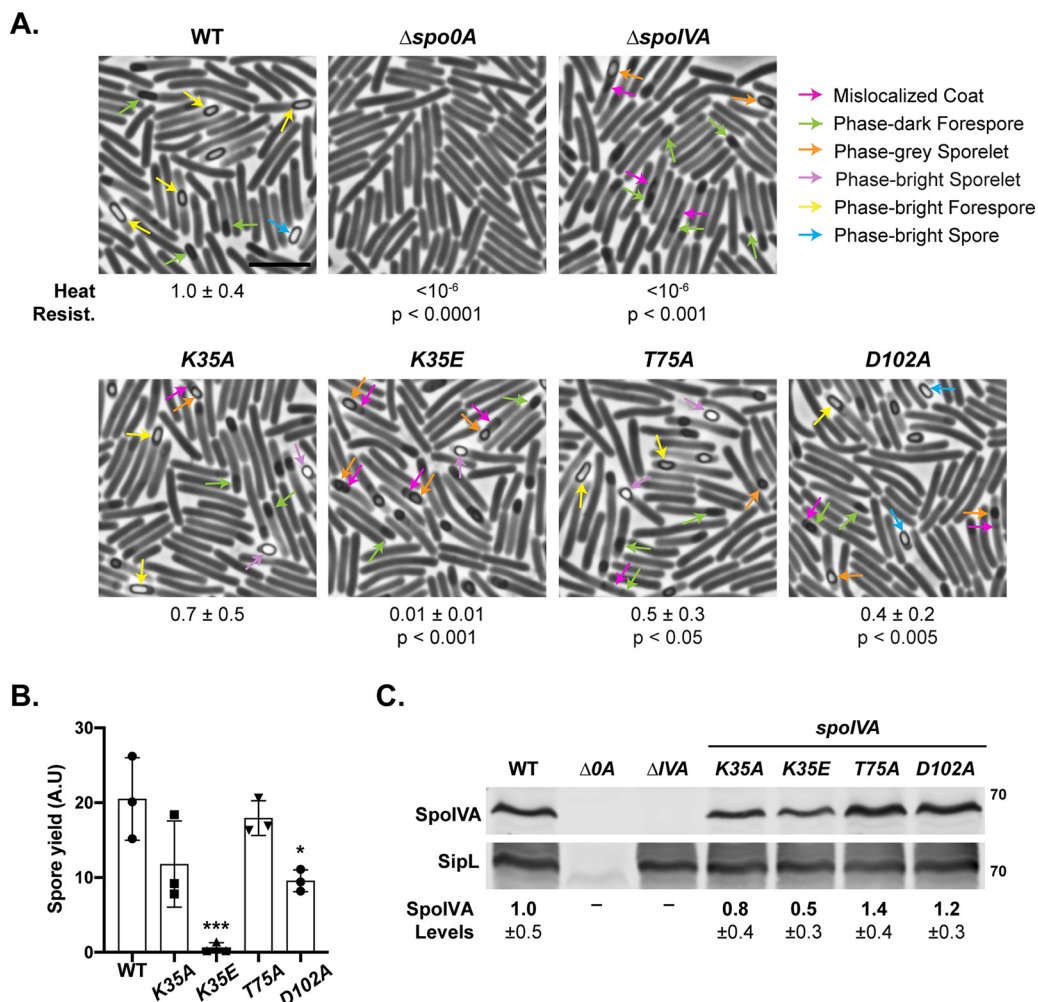 A.
WT
Δspo0A
ΔspoIVA
Mislocalized Coat
Phase-dark Forespore
Phase-grey Sporelet
Phase-bright Sporelet
Phase-bright Forespore
Phase-bright Spore
Heat Resist.
1.0 ± 0.4
<10-6
p < 0.0001
<10-6
p < 0.001
K35A
K35E
T75A
D102A
0.7 ± 0.5
0.01 ± 0.01
p < 0.001
0.5 ± 0.3
p < 0.05
0.4 ± 0.2
p < 0.005
B.
Spore yield (A.U)
30
20
10
0
***
*
WT
K35A
K35E
T75A
D102A
C.
spoIVA
WT Δ0A ΔIVA K35A K35E T75A D102A
SpoIVA
70
SipL
70
SpoIVA 1.0 – – 0.8 0.5 1.4 1.2
Levels ±0.5 ±0.4 ±0.3 ±0.4 ±0.3